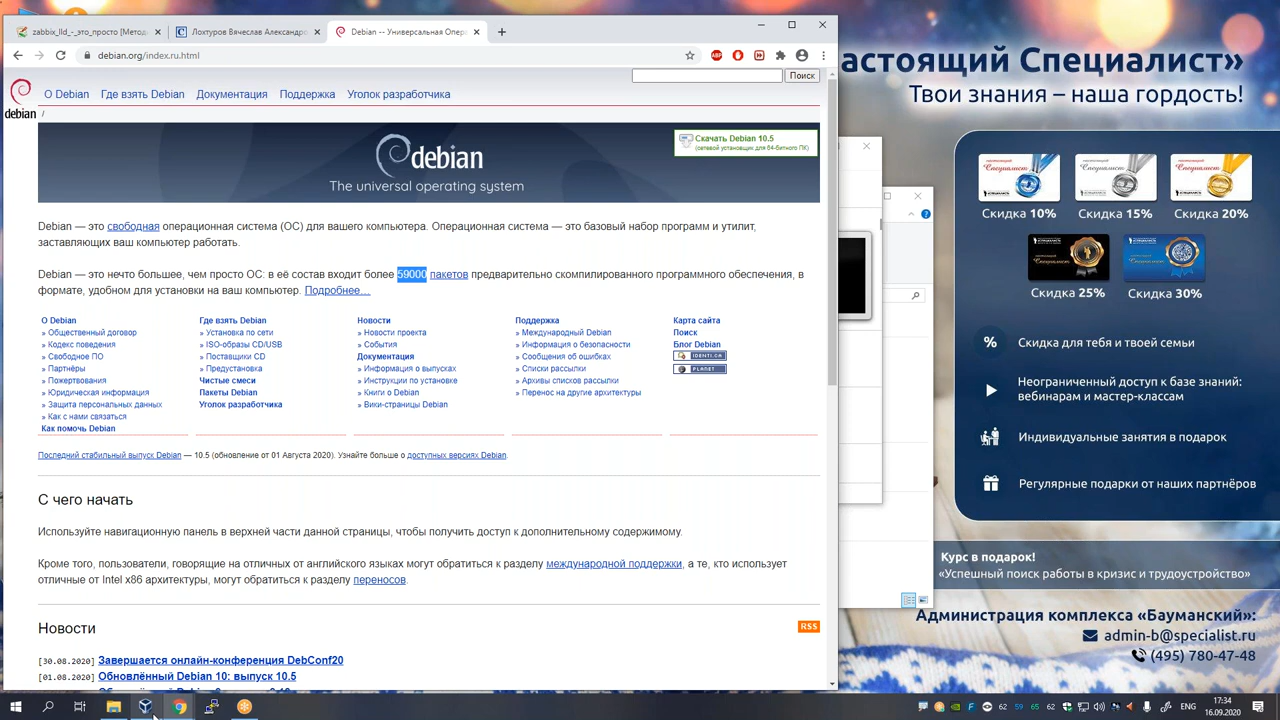 zabbix_lld_-_это_просто [Метод
Лохтуров Вячеслав Александро
Debian -- Универсальная Опер
debian.org/index.ru.html
ABP
Поиск
О Debian Где взять Debian Документация Поддержка Уголок разработчика
debian /
debian
The universal operating system
Скачать Debian 10.5
(сетевой установщик для 64-битного ПК)
Debian — это свободная операционная система (ОС) для вашего компьютера. Операционная система — это базовый набор программ и утилит,
заставляющих ваш компьютер работать.
Debian — это нечто большее, чем просто ОС: в её состав входит более 59000 пакетов предварительно скомпилированного программного обеспечения, в
формате, удобном для установки на ваш компьютер. Подробнее…
О Debian
» Общественный договор
» Кодекс поведения
» Свободное ПО
» Партнёры
» Пожертвования
» Юридическая информация
» Защита персональных данных
» Как с нами связаться
Как помочь Debian
Где взять Debian
» Установка по сети
» ISO-образы CD/USB
» Поставщики CD
» Предустановка
Чистые смеси
Пакеты Debian
Уголок разработчика
Новости
» Новости проекта
» События
Документация
» Информация о выпусках
» Инструкции по установке
» Книги о Debian
» Вики-страницы Debian
Поддержка
» Международный Debian
» Информация о безопасности
» Сообщения об ошибках
» Списки рассылки
» Архивы списков рассылки
» Перенос на другие архитектуры
Карта сайта
Поиск
Блог Debian
IDENTI.CA
PLANET
Последний стабильный выпуск Debian — 10.5 (обновление от 01 Августа 2020). Узнайте больше о доступных версиях Debian.
С чего начать
Используйте навигационную панель в верхней части данной страницы, чтобы получить доступ к дополнительному содержимому.
Кроме того, пользователи, говорящие на отличных от английского языках могут обратиться к разделу международной поддержки, а те, кто использует
отличные от Intel x86 архитектуры, могут обратиться к разделу переносов.
Новости
RSS
[30.08.2020] Завершается онлайн-конференция DebConf20
[01.08.2020] Обновлённый Debian 10: выпуск 10.5
астоящий Специалист»
Твои знания – наша гордость!
Скидка 10% Скидка 15% Скидка 20%
Скидка 25% Скидка 30%
% Скидка для тебя и твоей семьи
Неограниченный доступ к базе знаний:
вебинарам и мастер-классам
Индивидуальные занятия в подарок
Регулярные подарки от наших партнёров
Курс в подарок!
«Успешный поиск работы в кризис и трудоустройство»
Администрация комплекса «Бауманский»:
admin-b@specialist.ru
(495) 780-47-48
62 59 65 62
РУС
17:34
16.09.2020